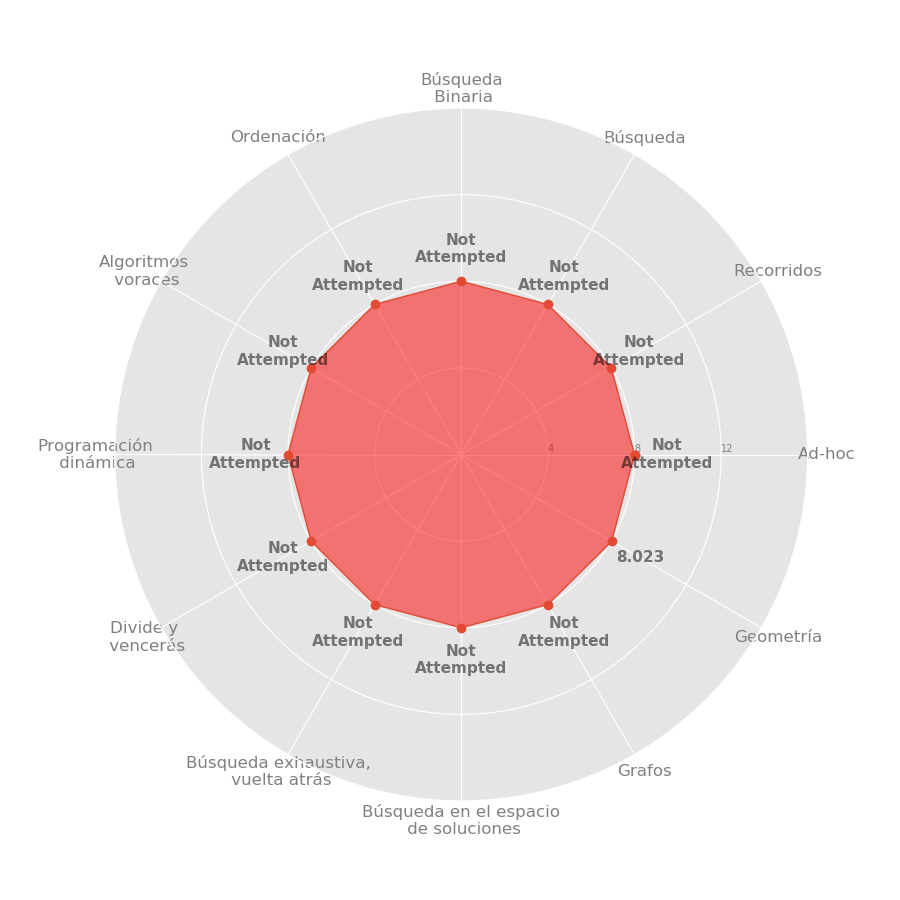 Búsqueda
Binaria
Ordenación
Búsqueda
Not
Attempted
Not
Attempted
Not
Attempted
Algoritmos
voraces
Recorridos
Not
Attempted
Not
Attempted
Programación
dinámica
Not
Attempted
4
8
Not
Attempted
12
Ad-hoc
Not
Attempted
8.023
Divide y
vencerás
Not
Attempted
Not
Attempted
Not
Attempted
Geometría
Búsqueda exhaustiva,
vuelta atrás
Grafos
Búsqueda en el espacio
de soluciones